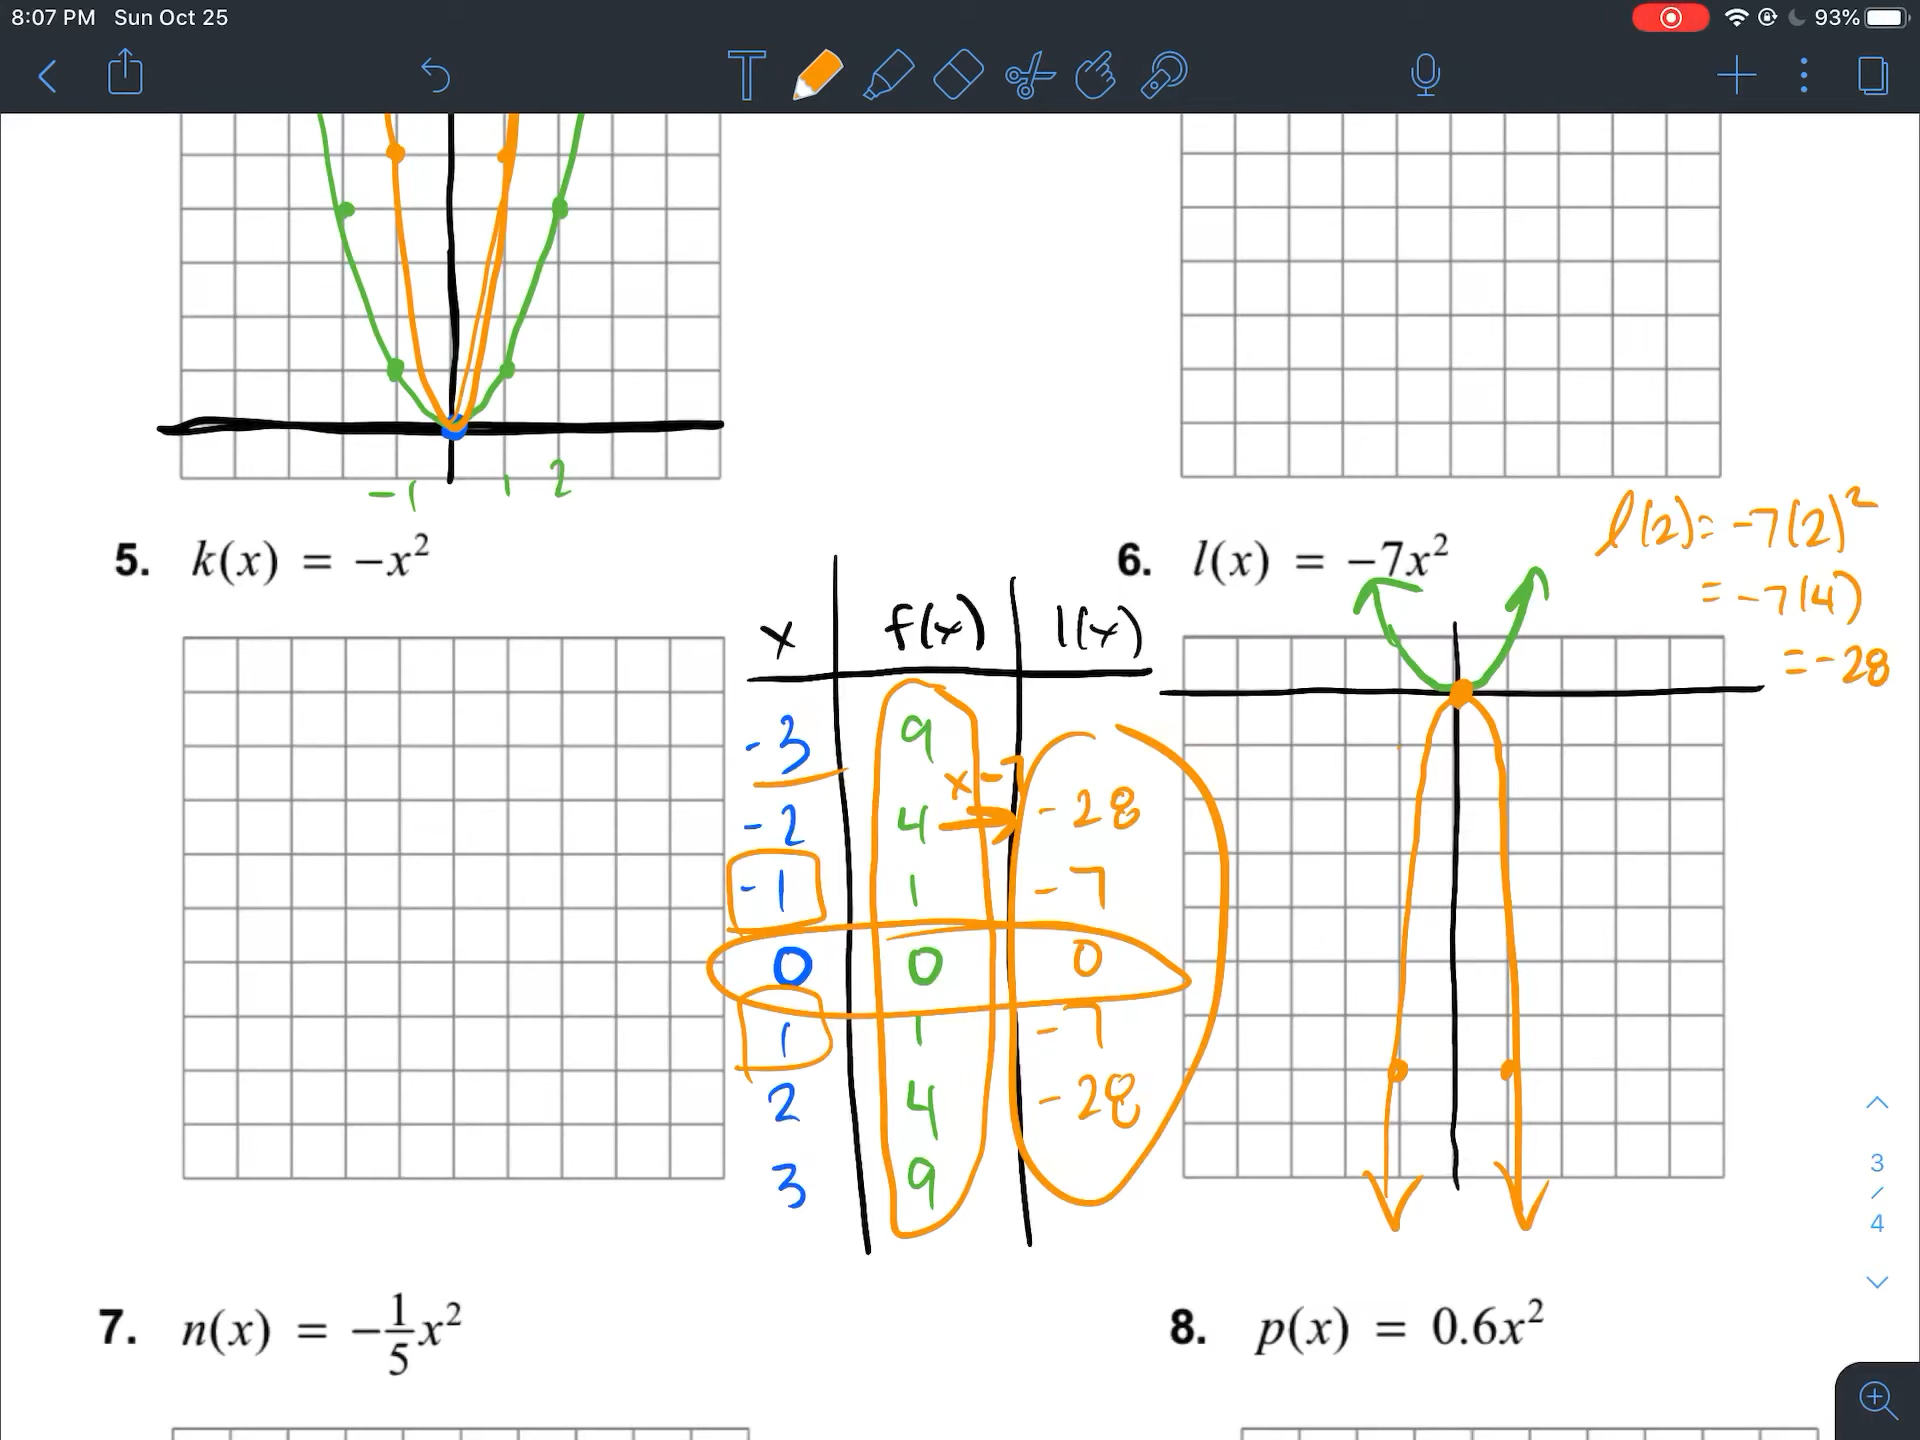 8:07 PM Sun Oct 25
93%
T
-1 1 2
5. k(x) = −x²
6. l(x) = −7x²
l(2) = -7(2)²
= -7(4)
= -28
x f(x) l(x)
-3 9
x -7
-2 4 -28
-1 1 -7
0 0 0
1 1 -7
2 4 -28
3 9
3
/
4
7. n(x) = −1/5x²
8. p(x) = 0.6x²